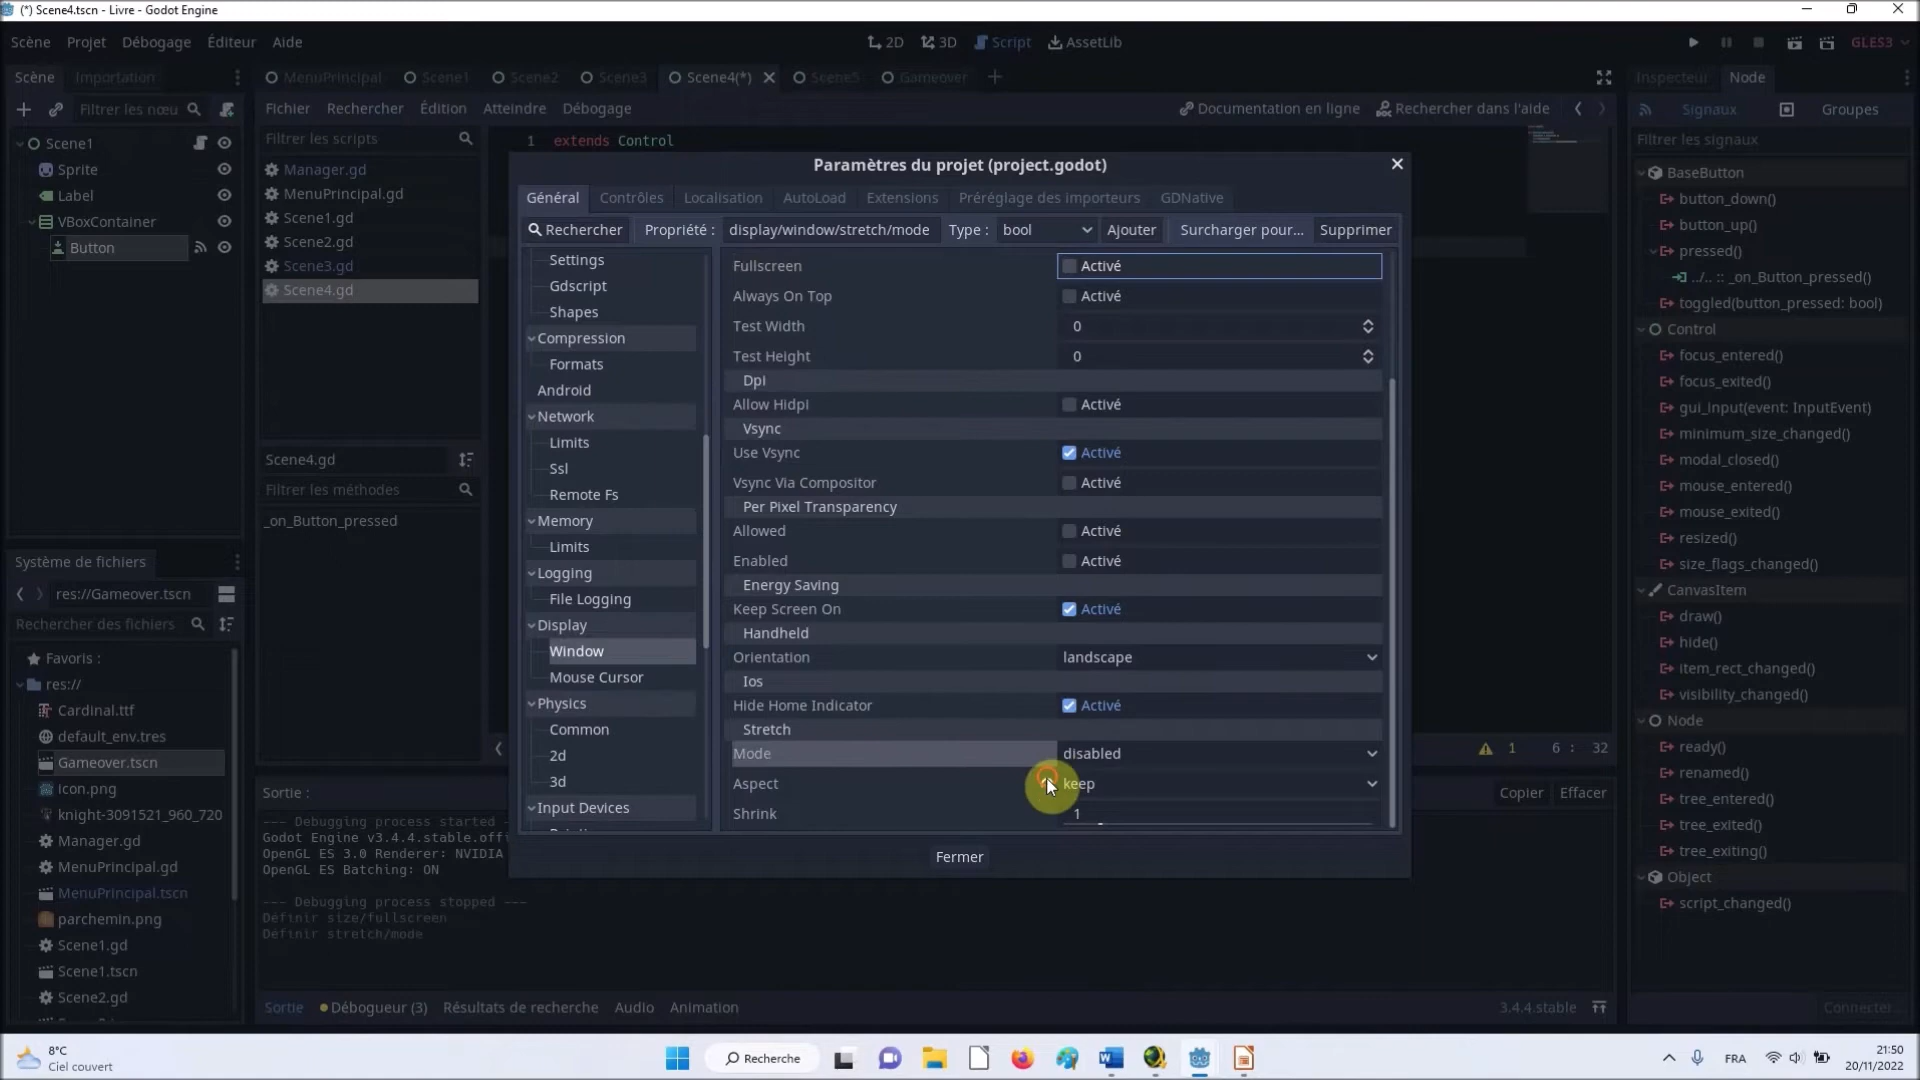 (*) Scene4.tscn - Livre - Godot Engine
Scène Projet Débogage Éditeur Aide
2D 3D Script AssetLib
GLES3
Scène Importation
MenuPrincipal Scene1 Scene2 Scene3 Scene4(*) Scene5 Gameover
Inspecteur Node
Filtrer les nœu
Fichier Rechercher Édition Atteindre Débogage
Documentation en ligne Rechercher dans l'aide
Signaux Groupes
Scene1
Sprite
Label
VBoxContainer
Button
Filtrer les scripts
Manager.gd
MenuPrincipal.gd
Scene1.gd
Scene2.gd
Scene3.gd
Scene4.gd
Scene4.gd
Filtrer les méthodes
_on_Button_pressed
1 extends Control
Paramètres du projet (project.godot)
Général Contrôles Localisation AutoLoad Extensions Préréglage des importeurs GDNative
Rechercher Propriété : display/window/stretch/mode Type : bool Ajouter Surcharger pour... Supprimer
Settings
Gdscript
Shapes
Compression
Formats
Android
Network
Limits
Ssl
Remote Fs
Memory
Limits
Logging
File Logging
Display
Window
Mouse Cursor
Physics
Common
2d
3d
Input Devices
Fullscreen Activé
Always On Top Activé
Test Width 0
Test Height 0
Dpi
Allow Hidpi Activé
Vsync
Use Vsync Activé
Vsync Via Compositor Activé
Per Pixel Transparency
Allowed Activé
Enabled Activé
Energy Saving
Keep Screen On Activé
Handheld
Orientation landscape
Ios
Hide Home Indicator Activé
Stretch
Mode disabled
Aspect keep
Shrink 1
Fermer
1 6 : 32
Filtrer les signaux
BaseButton
button_down()
button_up()
pressed()
../.. :: _on_Button_pressed()
toggled(button_pressed: bool)
Control
focus_entered()
focus_exited()
gui_input(event: InputEvent)
minimum_size_changed()
modal_closed()
mouse_entered()
mouse_exited()
resized()
size_flags_changed()
CanvasItem
draw()
hide()
item_rect_changed()
visibility_changed()
Node
ready()
renamed()
tree_entered()
tree_exited()
tree_exiting()
Object
script_changed()
Connecter...
Système de fichiers
res://Gameover.tscn
Rechercher des fichiers
Favoris :
res://
Cardinal.ttf
default_env.tres
Gameover.tscn
icon.png
knight-3091521_960_720
Manager.gd
MenuPrincipal.gd
MenuPrincipal.tscn
parchemin.png
Scene1.gd
Scene1.tscn
Scene2.gd
Sortie :
Copier Effacer
--- Debugging process started
Godot Engine v3.4.4.stable.offi
OpenGL ES 3.0 Renderer: NVIDIA
OpenGL ES Batching: ON
--- Debugging process stopped ---
Définir size/fullscreen
Définir stretch/mode
Sortie Débogueur (3) Résultats de recherche Audio Animation
3.4.4.stable
8°C
Ciel couvert
Recherche
FRA
21:50
20/11/2022